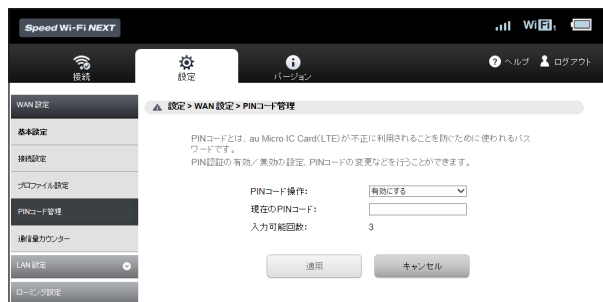 Speed Wi-Fi NEXT
WiFi 1
接続
設定
バージョン
? ヘルプ
ログアウト
WAN 設定
基本設定
接続設定
プロファイル設定
PINコード管理
通信量カウンター
LAN 設定
ローミング設定
設定 > WAN 設定 > PINコード管理
PINコードとは、au Micro IC Card(LTE)が不正に利用されることを防ぐために使われるパス
ワードです。
PIN認証の有効/無効の設定、PINコードの変更などを行うことができます。
PINコード操作: 有効にする
現在のPINコード:
入力可能回数: 3
適用
キャンセル